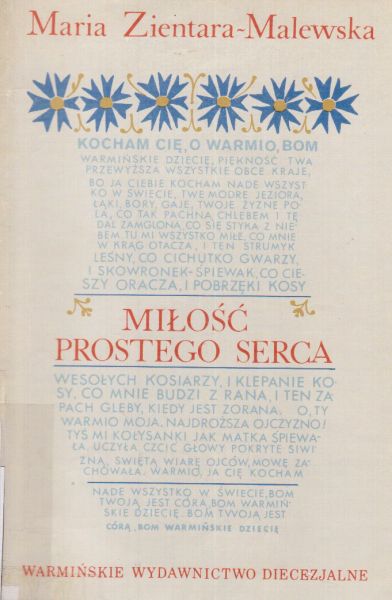 Maria Zientara-Malewska
KOCHAM CIĘ, O WARMIO, BOM
WARMIŃSKIE DZIECIĘ, PIĘKNOŚĆ TWA
PRZEWYŻSZA WSZYSTKIE OBCE KRAJE,
BO JA CIEBIE KOCHAM NADE WSZYST
KO W ŚWIECIE, TWE MODRE JEZIORA,
ŁĄKI, BORY, GAJE, TWOJE ŻYZNE PO-
LA, CO TAK PACHNĄ CHLEBEM I TĘ
DAL ZAMGLONĄ, CO SIĘ STYKA Z NIE-
BEM TU MI WSZYSTKO MIŁE, CO MNIE
W KRĄG OTACZA, I TEN STRUMYK
LEŚNY, CO CICHUTKO GWARZY,
I SKOWRONEK-ŚPIEWAK, CO CIE-
SZY ORACZA, I POBRZĘKI KOSY
MIŁOŚĆ
PROSTEGO SERCA
WESOŁYCH KOSIARZY, I KLEPANIE KO-
SY, CO MNIE BUDZI Z RANA, I TEN ZA-
PACH GLEBY, KIEDY JEST ZORANA. O, TY
WARMIO MOJA, NAJDROŻSZA OJCZYZNO!
TYŚ MI KOŁYSANKI JAK MATKA ŚPIEWA-
ŁA, UCZYŁA CZCIĆ GŁOWY POKRYTE SIWI
ZNĄ, ŚWIĘTĄ WIARĘ OJCÓW, MOWĘ ZA-
CHOWAŁA, WARMIO, JA CIĘ KOCHAM
NADE WSZYSTKO W ŚWIECIE, BOM
TWOJĄ JEST CÓRĄ, BOM WARMIŃ-
SKIE DZIECIĘ. BOM TWOJĄ JEST
CÓRĄ, BOM WARMIŃSKIE DZIECIĘ
WARMIŃSKIE WYDAWNICTWO DIECEZJALNE